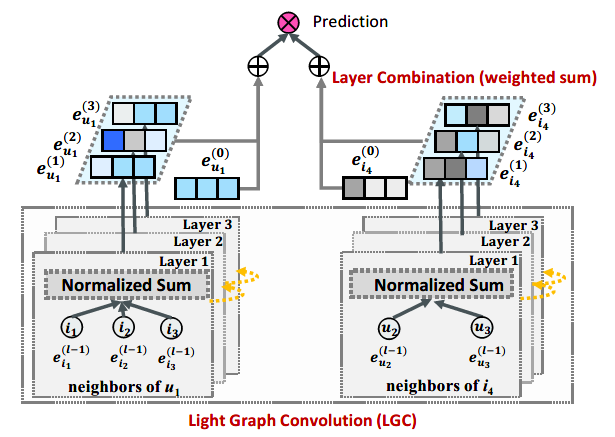 Prediction
Layer Combination (weighted sum)
e_{u_1}^{(3)}
e_{u_1}^{(2)}
e_{u_1}^{(1)}
e_{u_1}^{(0)}
e_{i_4}^{(0)}
e_{i_4}^{(3)}
e_{i_4}^{(2)}
e_{i_4}^{(1)}
Layer 3
Layer 2
Layer 1
Normalized Sum
i_1 i_2 i_3
e_{i_1}^{(l-1)} e_{i_2}^{(l-1)} e_{i_3}^{(l-1)}
neighbors of u_1
Layer 3
Layer 2
Layer 1
Normalized Sum
u_2 u_3
e_{u_2}^{(l-1)} e_{u_3}^{(l-1)}
neighbors of i_4
Light Graph Convolution (LGC)